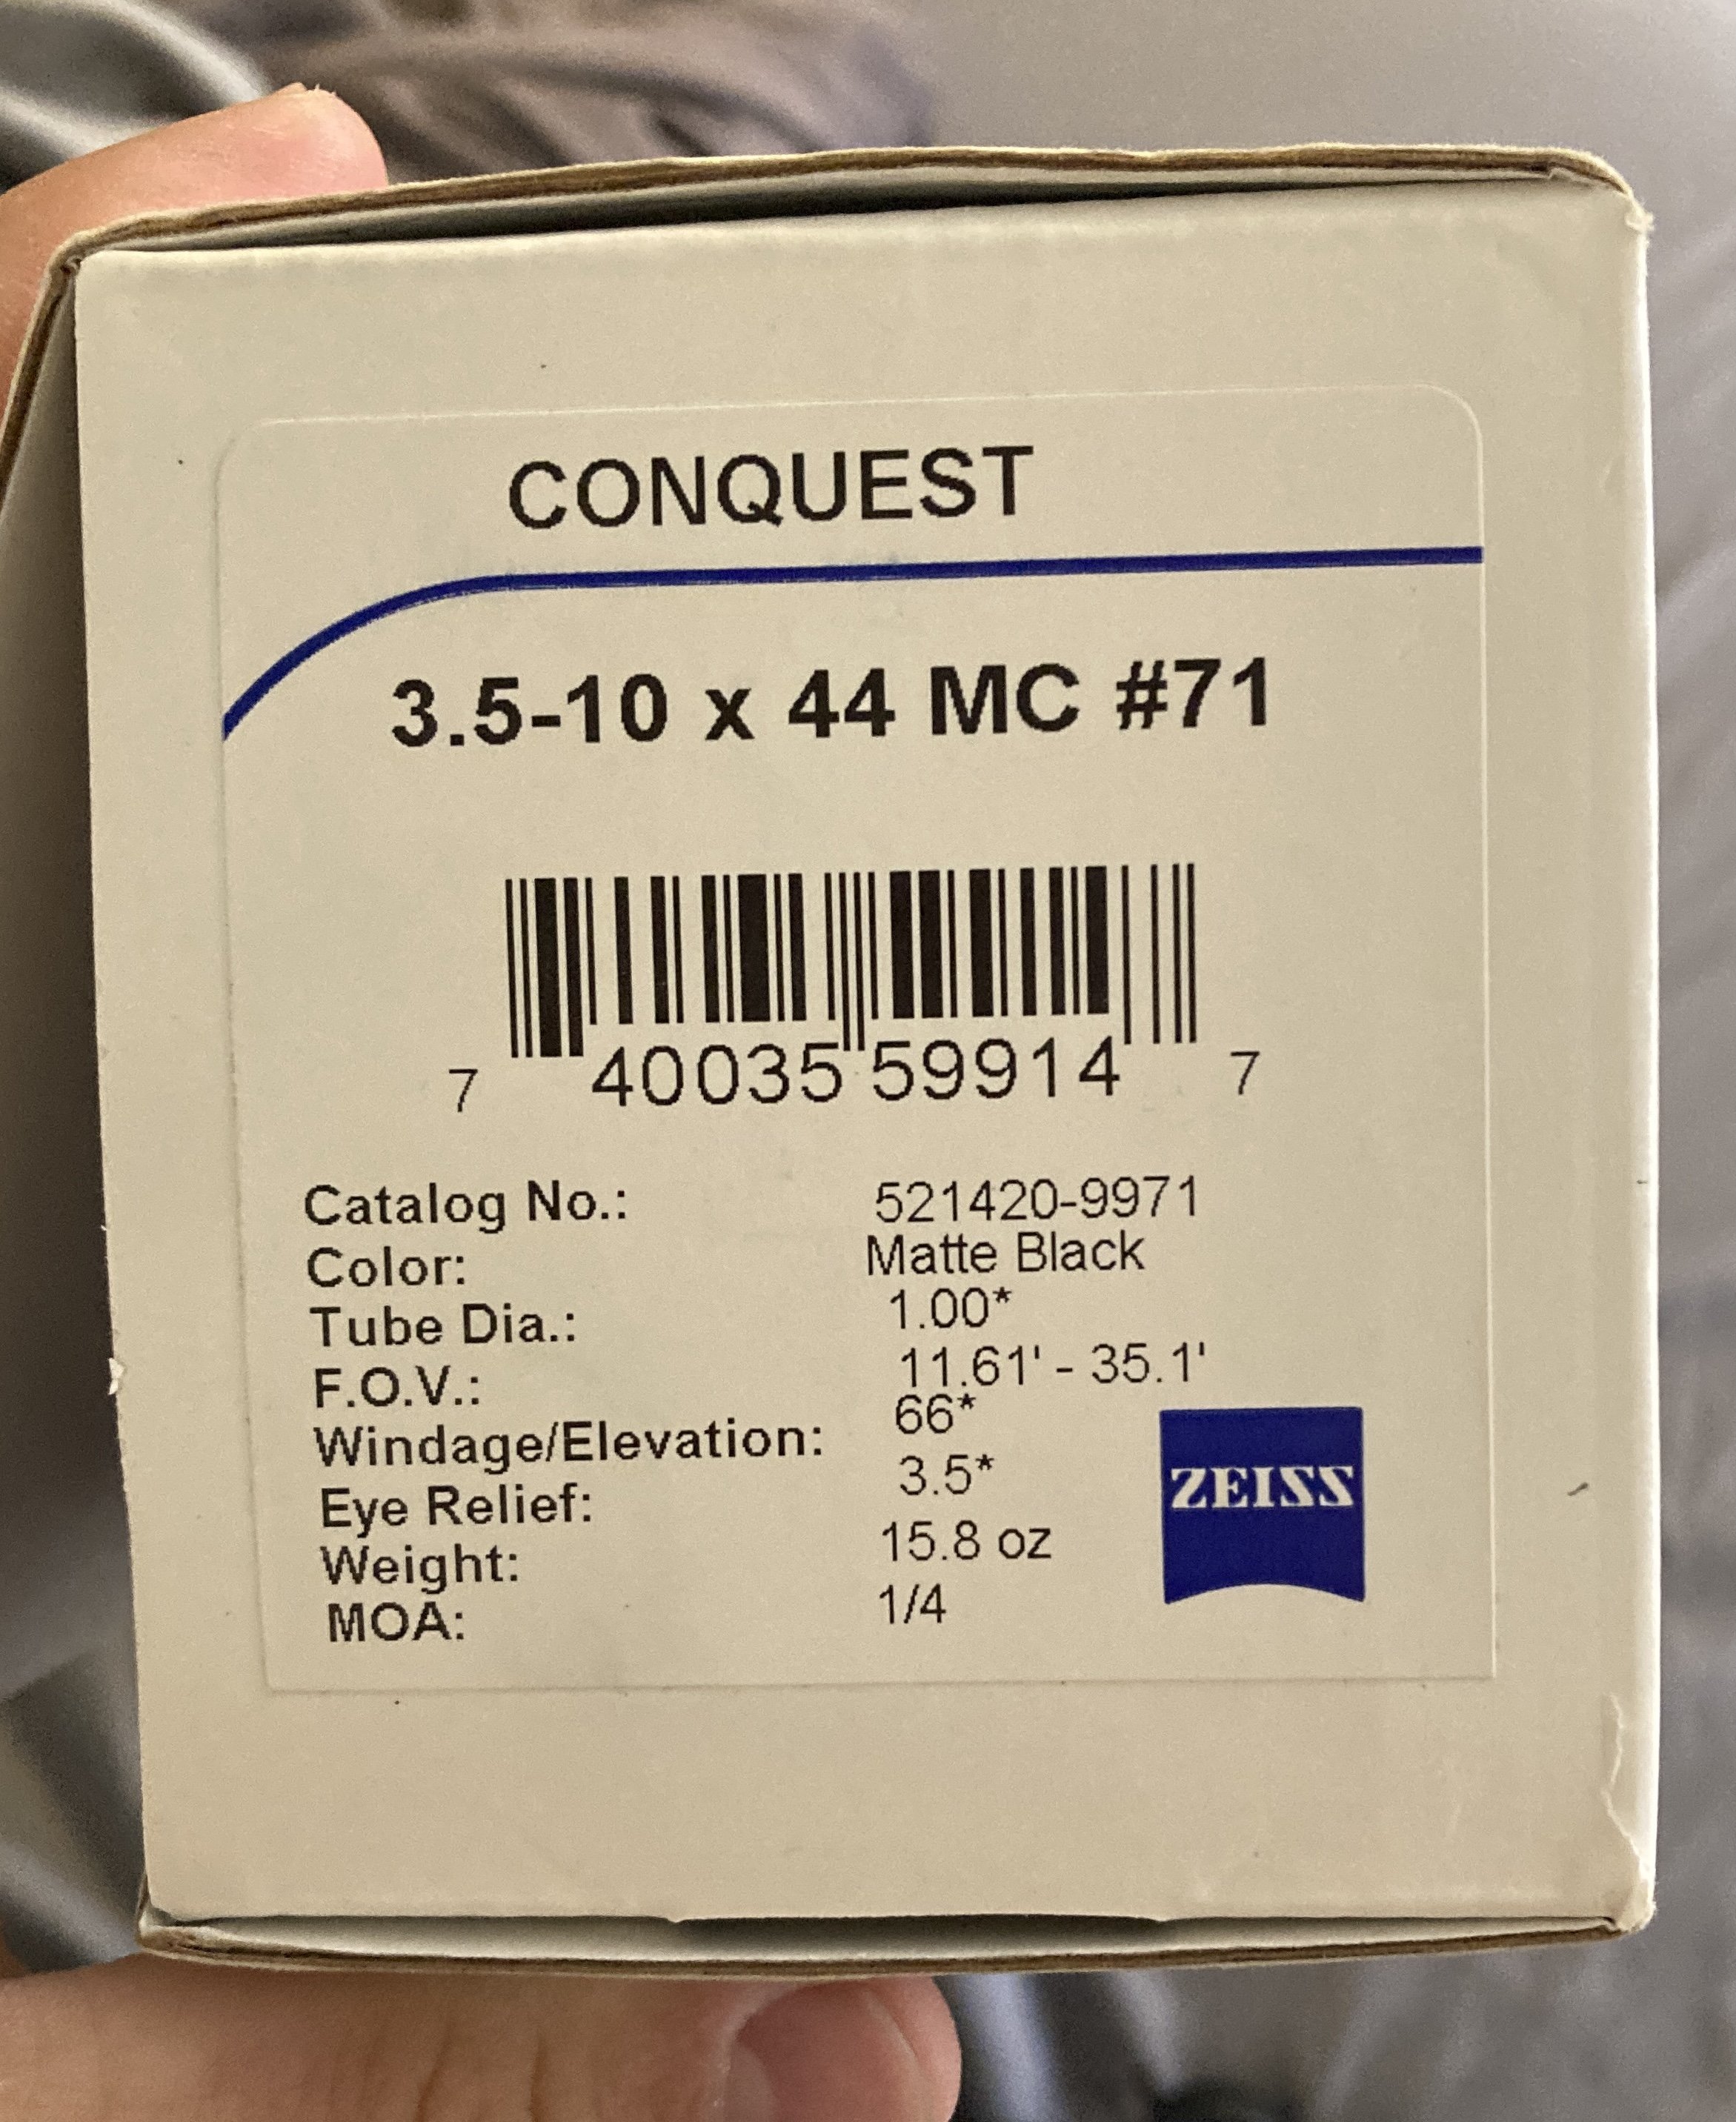 CONQUEST
3.5-10 x 44 MC #71
7 40035 59914 7
Catalog No.: 521420-9971
Color: Matte Black
Tube Dia.: 1.00*
F.O.V.: 11.61' - 35.1'
Windage/Elevation: 66*
Eye Relief: 3.5*
Weight: 15.8 oz
MOA: 1/4
ZEISS